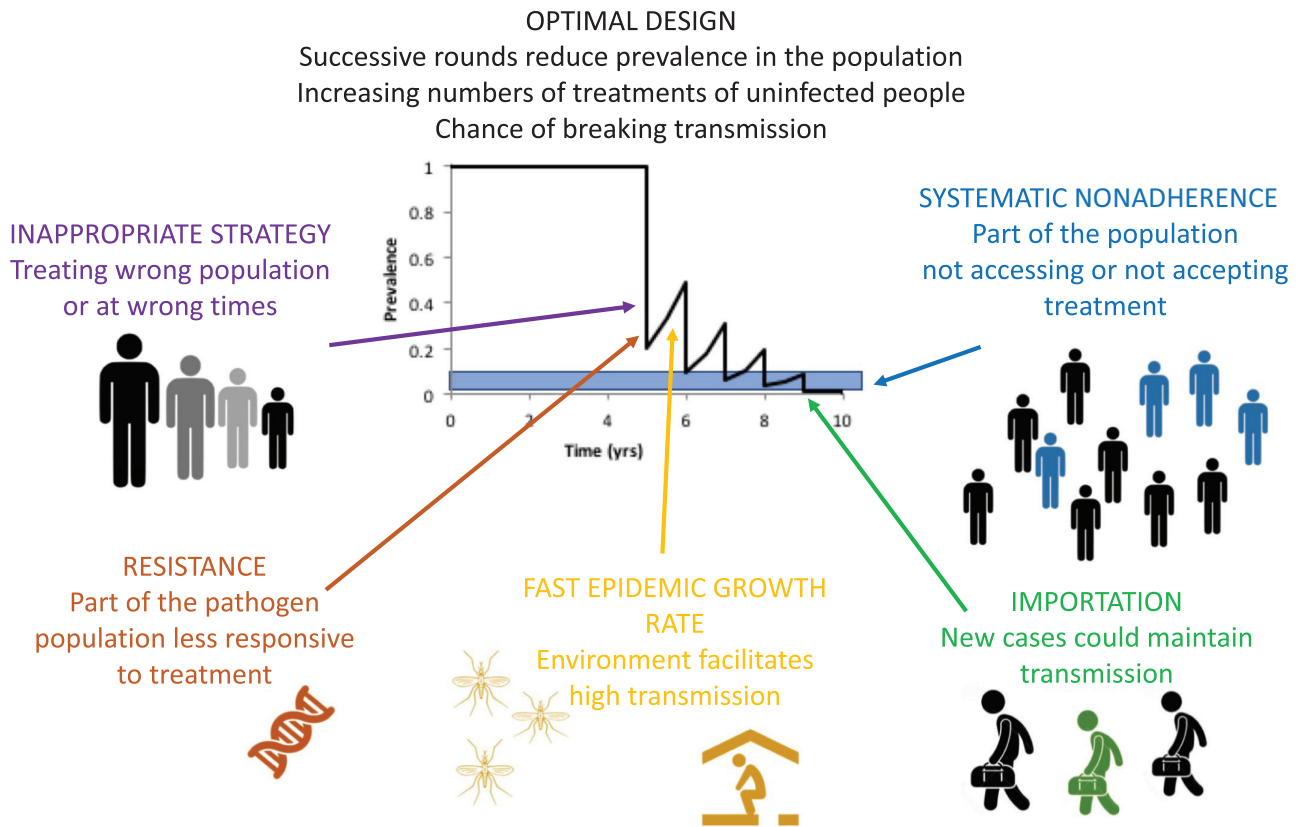 OPTIMAL DESIGN
Successive rounds reduce prevalence in the population
Increasing numbers of treatments of uninfected people
Chance of breaking transmission
INAPPROPRIATE STRATEGY
Treating wrong population
or at wrong times
1
0.8
0.6
0.4
0.2
0
Prevalence
0
2
4
6
8
10
Time (yrs)
SYSTEMATIC NONADHERENCE
Part of the population
not accessing or not accepting
treatment
RESISTANCE
Part of the pathogen
population less responsive
to treatment
FAST EPIDEMIC GROWTH
RATE
Environment facilitates
high transmission
IMPORTATION
New cases could maintain
transmission